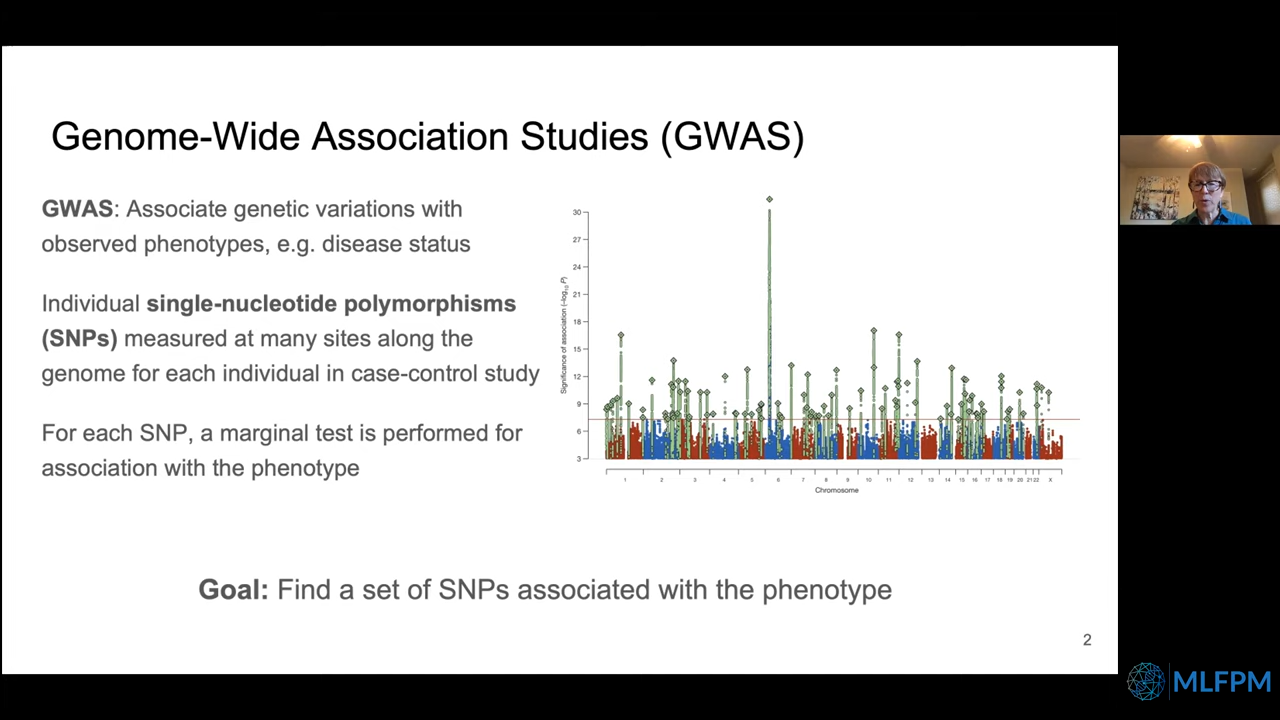 Genome-Wide Association Studies (GWAS)
GWAS: Associate genetic variations with
observed phenotypes, e.g. disease status
Individual single-nucleotide polymorphisms
(SNPs) measured at many sites along the
genome for each individual in case-control study
For each SNP, a marginal test is performed for
association with the phenotype
Significance of association (–log10 P)
30
27
24
21
18
15
12
9
6
3
1 2 3 4 5 6 7 8 9 10 11 12 13 14 15 16 17 18 19 20 21 22 X
Chromosome
Goal: Find a set of SNPs associated with the phenotype
2
MLFPM